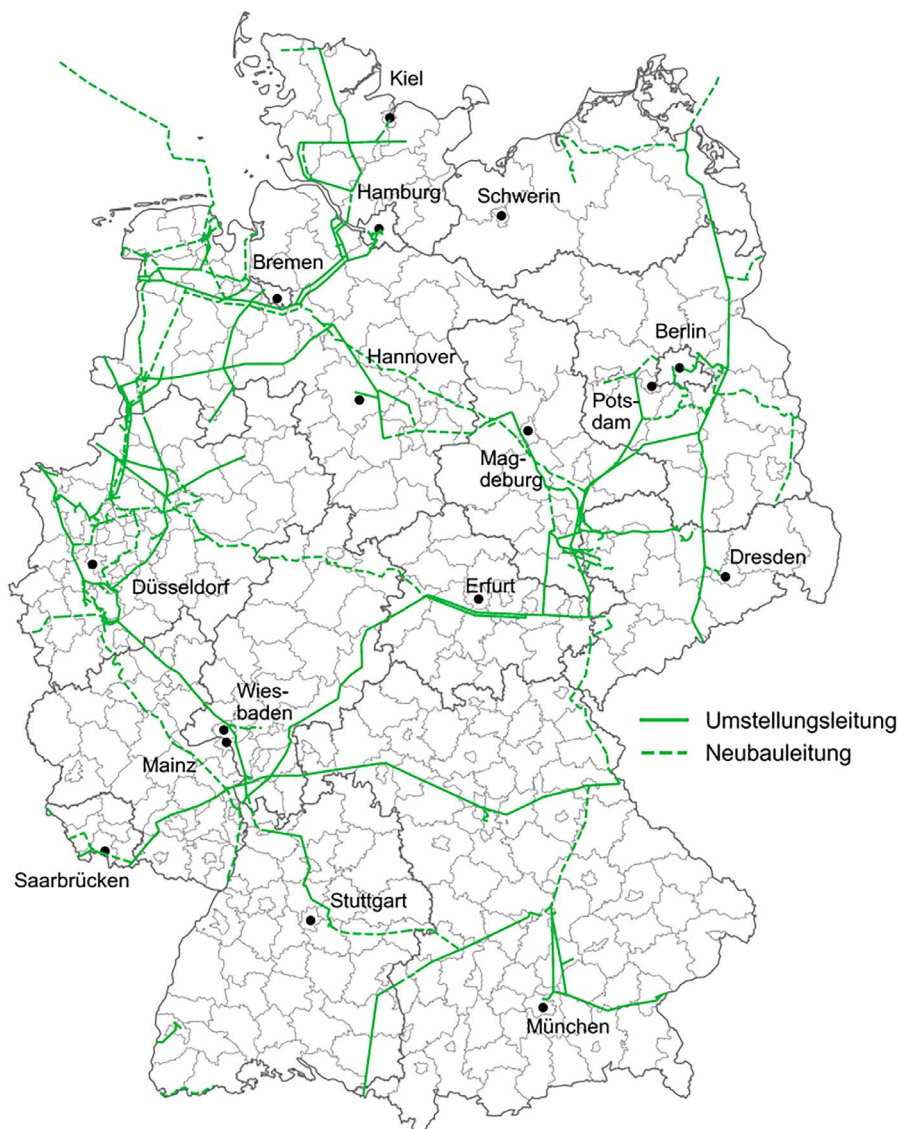 Kiel
Hamburg
Schwerin
Bremen
Berlin
Hannover
Pots-
dam
Mag-
deburg
Dresden
Düsseldorf
Erfurt
Wies-
baden
Umstellungsleitung
Neubauleitung
Mainz
Saarbrücken
Stuttgart
München